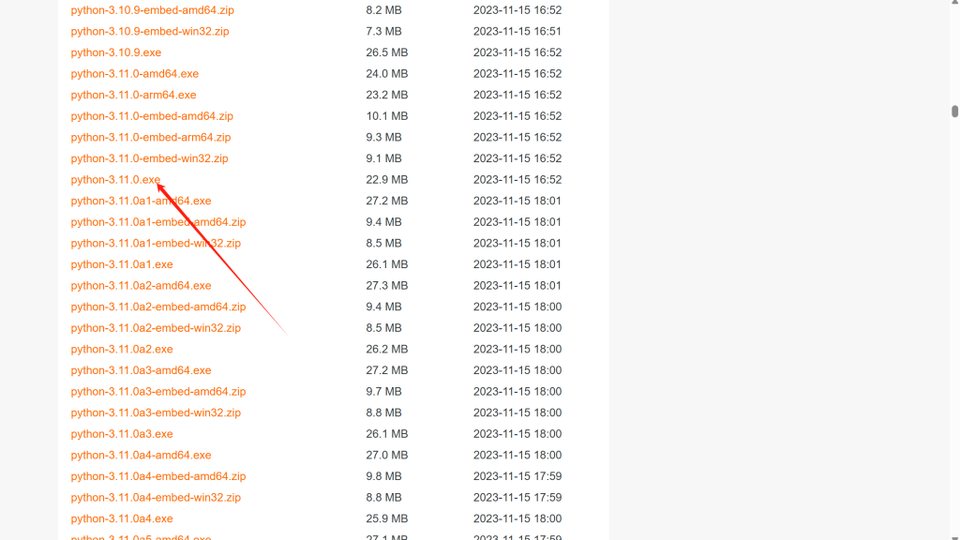 python-3.10.9-embed-amd64.zip 8.2 MB 2023-11-15 16:52
python-3.10.9-embed-win32.zip 7.3 MB 2023-11-15 16:51
python-3.10.9.exe 26.5 MB 2023-11-15 16:52
python-3.11.0-amd64.exe 24.0 MB 2023-11-15 16:52
python-3.11.0-arm64.exe 23.2 MB 2023-11-15 16:52
python-3.11.0-embed-amd64.zip 10.1 MB 2023-11-15 16:52
python-3.11.0-embed-arm64.zip 9.3 MB 2023-11-15 16:52
python-3.11.0-embed-win32.zip 9.1 MB 2023-11-15 16:52
python-3.11.0.exe 22.9 MB 2023-11-15 16:52
python-3.11.0a1-amd64.exe 27.2 MB 2023-11-15 18:01
python-3.11.0a1-embed-amd64.zip 9.4 MB 2023-11-15 18:01
python-3.11.0a1-embed-win32.zip 8.5 MB 2023-11-15 18:01
python-3.11.0a1.exe 26.1 MB 2023-11-15 18:01
python-3.11.0a2-amd64.exe 27.3 MB 2023-11-15 18:01
python-3.11.0a2-embed-amd64.zip 9.4 MB 2023-11-15 18:00
python-3.11.0a2-embed-win32.zip 8.5 MB 2023-11-15 18:00
python-3.11.0a2.exe 26.2 MB 2023-11-15 18:00
python-3.11.0a3-amd64.exe 27.2 MB 2023-11-15 18:00
python-3.11.0a3-embed-amd64.zip 9.7 MB 2023-11-15 18:00
python-3.11.0a3-embed-win32.zip 8.8 MB 2023-11-15 18:00
python-3.11.0a3.exe 26.1 MB 2023-11-15 18:00
python-3.11.0a4-amd64.exe 27.0 MB 2023-11-15 18:00
python-3.11.0a4-embed-amd64.zip 9.8 MB 2023-11-15 17:59
python-3.11.0a4-embed-win32.zip 8.8 MB 2023-11-15 17:59
python-3.11.0a4.exe 25.9 MB 2023-11-15 18:00
python-3.11.0a5-amd64.exe 27.1 MB 2023-11-15 17:59